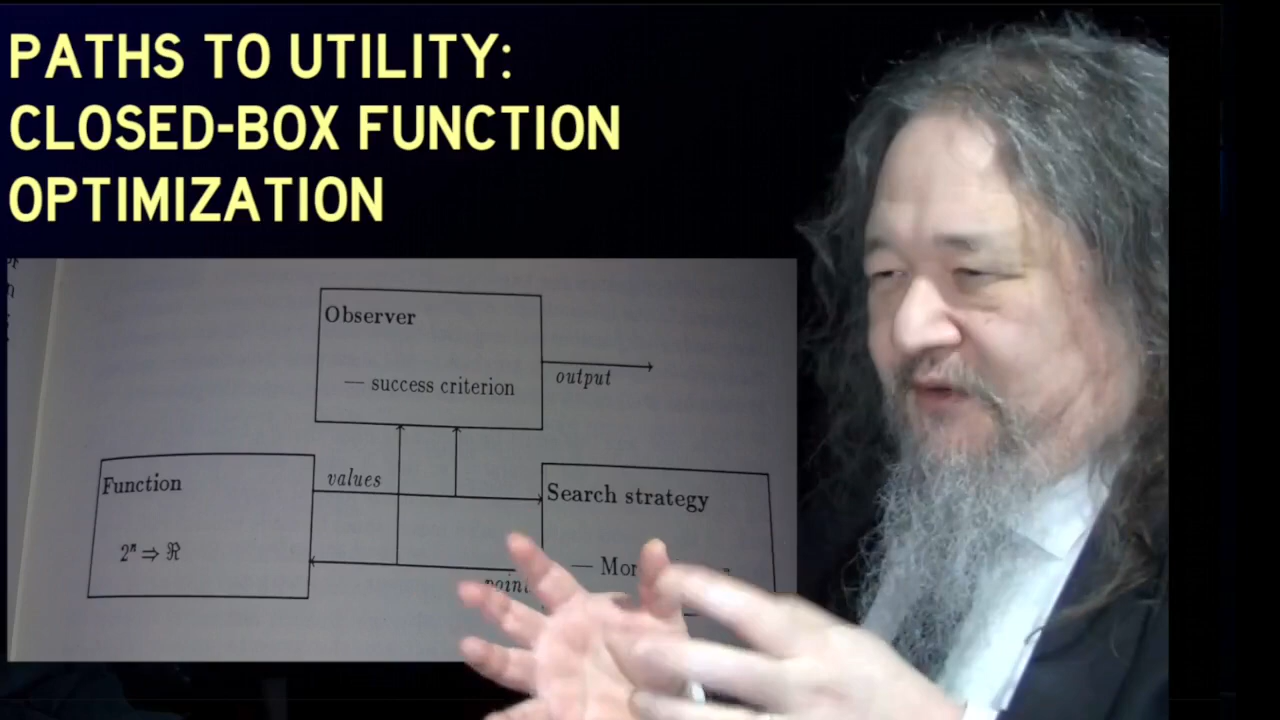 PATHS TO UTILITY:
CLOSED-BOX FUNCTION
OPTIMIZATION
Observer
— success criterion
output
Function
values
Search strategy
2ⁿ ⇒ ℜ